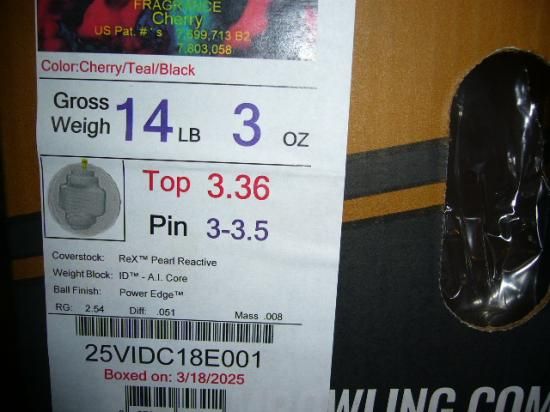 FRAGRANCE
Cherry
US Pat. #'s 7,699,713 B2
7,803,058
Color:Cherry/Teal/Black
Gross Weigh 14 LB 3 oz
Top 3.36
Pin 3-3.5
Coverstock: ReX™ Pearl Reactive
Weight Block: ID™ - A.I. Core
Ball Finish: Power Edge™
RG: 2.54 Diff: .051 Mass .008
25VIDC18E001
Boxed on: 3/18/2025
BOWLING.COM